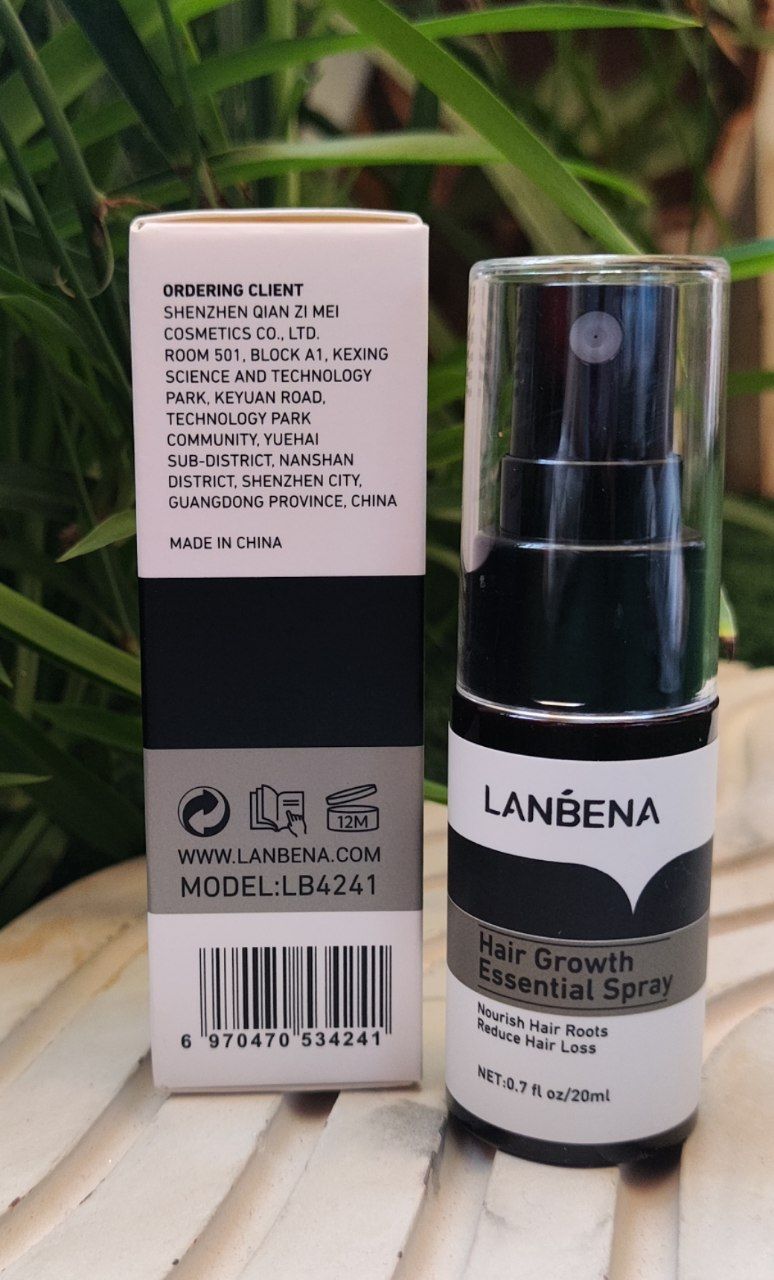 ORDERING CLIENT
SHENZHEN QIAN ZI MEI
COSMETICS CO., LTD.
ROOM 501, BLOCK A1, KEXING
SCIENCE AND TECHNOLOGY
PARK, KEYUAN ROAD,
TECHNOLOGY PARK
COMMUNITY, YUEHAI
SUB-DISTRICT, NANSHAN
DISTRICT, SHENZHEN CITY,
GUANGDONG PROVINCE, CHINA
MADE IN CHINA
12M
WWW.LANBENA.COM
MODEL:LB4241
6 970470 534241
LANBENA
Hair Growth
Essential Spray
Nourish Hair Roots
Reduce Hair Loss
NET:0.7 fl oz/20ml